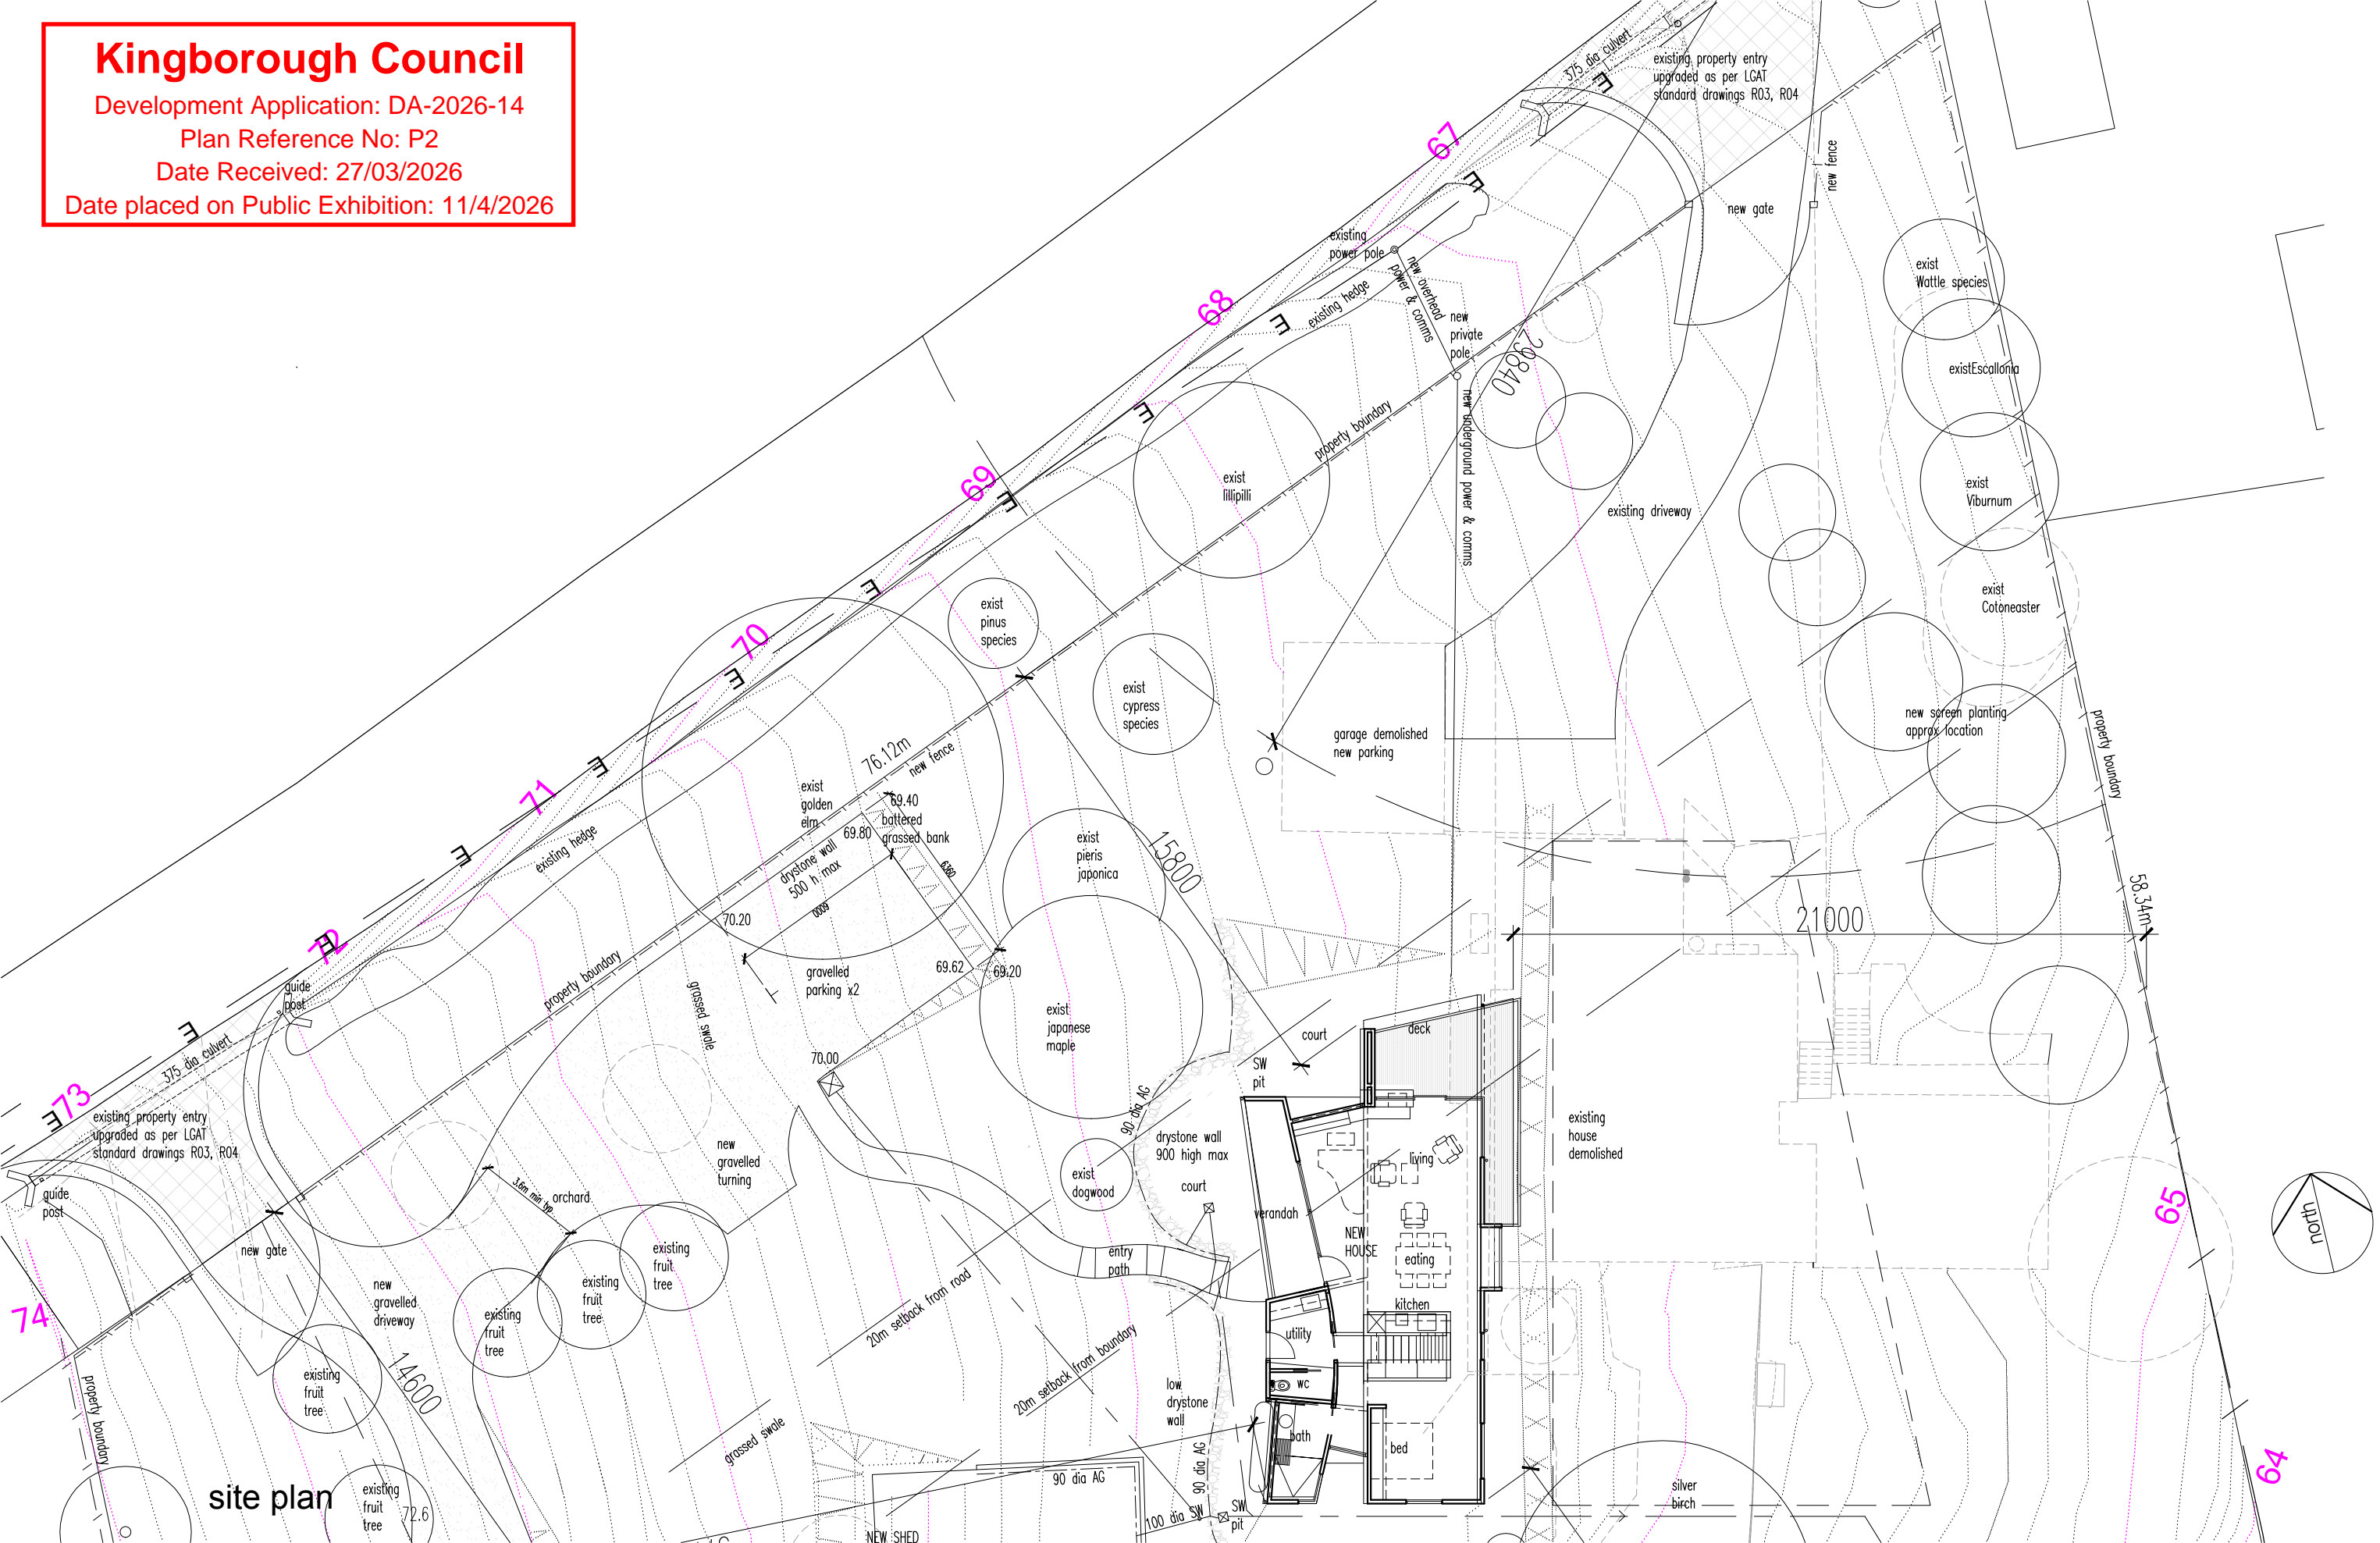 Kingborough Council
Development Application: DA-2026-14
Plan Reference No: P2
Date Received: 27/03/2026
Date placed on Public Exhibition: 11/4/2026
375 dia culvert
existing property entry
upgraded as per LGAT
standard drawings R03, R04
67
new fence
new gate
existing
power pole
new overhead
power & comms
existing hedge
new
private
pole
68
29840
exist
Wattle species
existEscallonia
exist
Viburnum
exist
Cotoneaster
property boundary
new underground power & comms
existing driveway
exist
lillipilli
69
exist
pinus
species
exist
cypress
species
70
garage demolished
new parking
new screen planting
approx location
property boundary
76.12m
new fence
exist
golden
elm
69.40
battered
grassed bank
69.80
drystone wall
500 h max
6360
6000
71
existing hedge
exist
pieris
japonica
15800
58.34m
21000
70.20
gravelled
parking x2
69.62
69.20
72
guide
post
property boundary
grassed swale
exist
japanese
maple
court
deck
SW
pit
70.00
375 dia culvert
73
existing property entry
upgraded as per LGAT
standard drawings R03, R04
guide
post
new
gravelled
turning
90 dia AG
drystone wall
900 high max
existing
house
demolished
living
exist
dogwood
court
3.6m min typ
orchard
verandah
NEW
HOUSE
65
north
new gate
existing
fruit
tree
entry
path
eating
new
gravelled
driveway
existing
fruit
tree
existing
fruit
tree
20m setback from road
kitchen
74
utility
14600
existing
fruit
tree
20m setback from boundary
low
drystone
wall
wc
property boundary
grassed swale
bath
bed
64
90 dia AG
90 dia AG
site plan
existing
fruit
tree
72.6
silver
birch
SW
pit
100 dia SW
NEW SHED